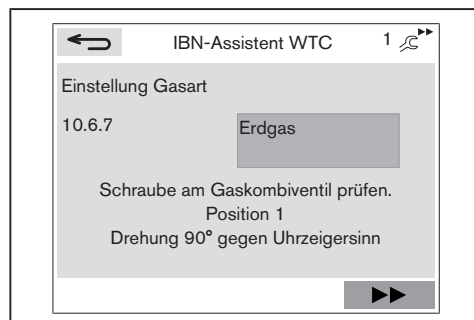 IBN-Assistent WTC 1
Einstellung Gasart
10.6.7 Erdgas
Schraube am Gaskombiventil prüfen.
Position 1
Drehung 90° gegen Uhrzeigersinn